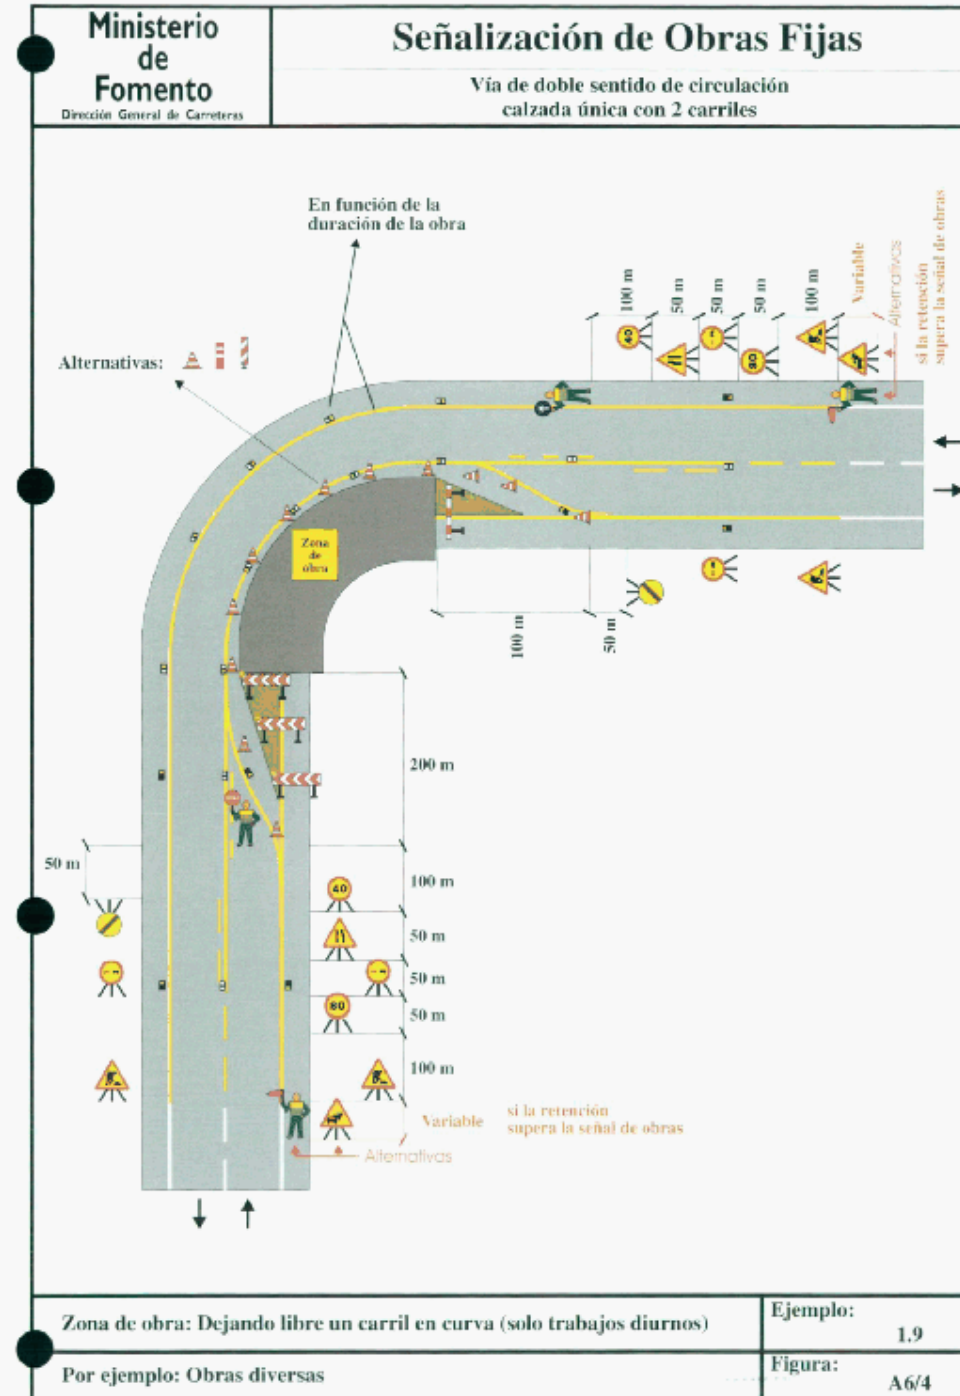 Ministerio
de
Fomento
Dirección General de Carreteras
Señalización de Obras Fijas
Vía de doble sentido de circulación
calzada única con 2 carriles
En función de la
duración de la obra
Alternativas:
100 m
50 m
50 m
50 m
100 m
Variable
Alternativas
si la retención
supera la señal de obras
40
80
Zona
de
obra
100 m
50 m
200 m
50 m
100 m
40
50 m
50 m
80
50 m
100 m
Variable
si la retención
supera la señal de obras
Alternativas
Zona de obra: Dejando libre un carril en curva (solo trabajos diurnos)
Ejemplo:
1.9
Por ejemplo: Obras diversas
Figura:
A6/4